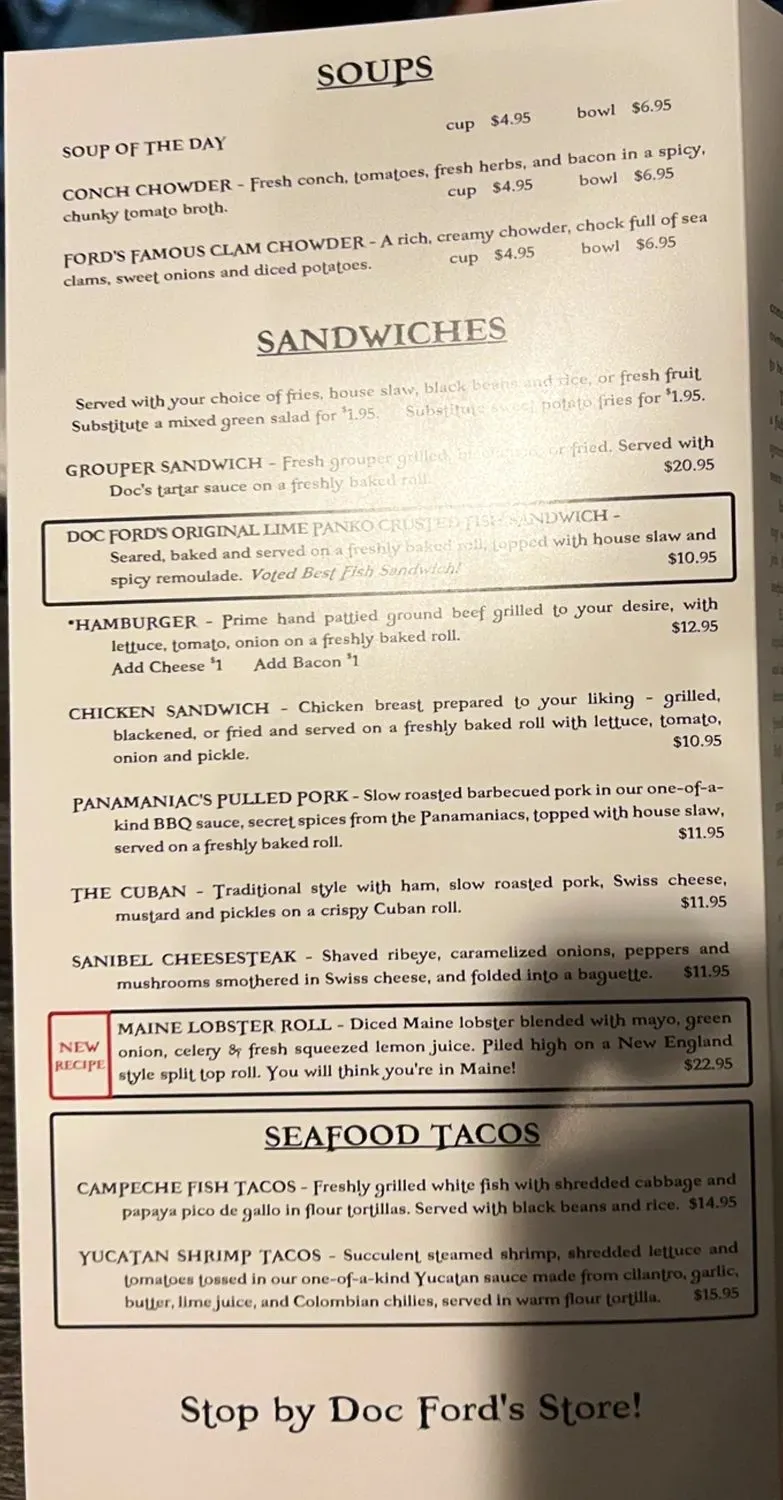 SOUPS
SOUP OF THE DAY cup $4.95 bowl $6.95
CONCH CHOWDER - Fresh conch, tomatoes, fresh herbs, and bacon in a spicy,
chunky tomato broth. cup $4.95 bowl $6.95
FORD'S FAMOUS CLAM CHOWDER - A rich, creamy chowder, chock full of sea
clams, sweet onions and diced potatoes. cup $4.95 bowl $6.95
SANDWICHES
Served with your choice of fries, house slaw, black beans and rice, or fresh fruit
Substitute a mixed green salad for $1.95. Substitute sweet potato fries for $1.95.
GROUPER SANDWICH - Fresh grouper grilled, or fried. Served with
Doc's tartar sauce on a freshly baked roll. $20.95
DOC FORD'S ORIGINAL LIME PANKO CRUSTED FISH SANDWICH -
Seared, baked and served on a freshly baked roll, topped with house slaw and
spicy remoulade. Voted Best Fish Sandwich! $10.95
*HAMBURGER - Prime hand pattied ground beef grilled to your desire, with
lettuce, tomato, onion on a freshly baked roll. $12.95
Add Cheese $1 Add Bacon $1
CHICKEN SANDWICH - Chicken breast prepared to your liking - grilled,
blackened, or fried and served on a freshly baked roll with lettuce, tomato,
onion and pickle. $10.95
PANAMANIAC'S PULLED PORK - Slow roasted barbecued pork in our one-of-a-
kind BBQ sauce, secret spices from the Panamaniacs, topped with house slaw,
served on a freshly baked roll. $11.95
THE CUBAN - Traditional style with ham, slow roasted pork, Swiss cheese,
mustard and pickles on a crispy Cuban roll. $11.95
SANIBEL CHEESESTEAK - Shaved ribeye, caramelized onions, peppers and
mushrooms smothered in Swiss cheese, and folded into a baguette. $11.95
NEW
RECIPE
MAINE LOBSTER ROLL - Diced Maine lobster blended with mayo, green
onion, celery & fresh squeezed lemon juice. Piled high on a New England
style split top roll. You will think you're in Maine! $22.95
SEAFOOD TACOS
CAMPECHE FISH TACOS - Freshly grilled white fish with shredded cabbage and
papaya pico de gallo in flour tortillas. Served with black beans and rice. $14.95
YUCATAN SHRIMP TACOS - Succulent steamed shrimp, shredded lettuce and
tomatoes tossed in our one-of-a-kind Yucatan sauce made from cilantro, garlic,
butter, lime juice, and Colombian chilies, served in warm flour tortilla. $15.95
Stop by Doc Ford's Store!